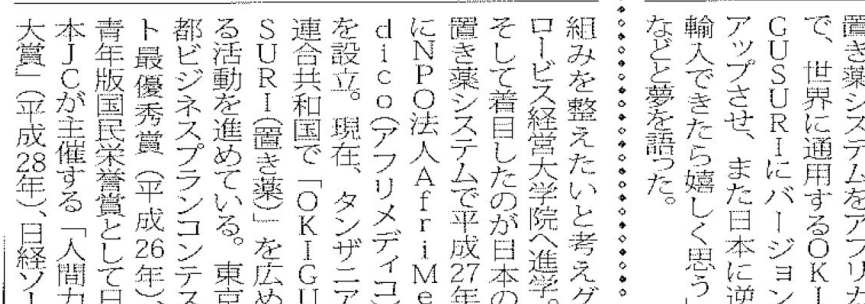 置き薬システムをアフリカ
で、世界に通用するOKI
GUSURIにバージョン
アップさせ、また日本に逆
輸入できたら嬉しく思うし
などと夢を語った。
組みを整えたいと考えグ
ロービス経営大学院へ進学。
そして着目したのが日本の
置き薬システムで平成27年
にNPO法人AfriMe
dico(アフリメディコ)
を設立。現在、タンザニア
連合共和国で「OKIGU
SURI(置き薬)」を広め
る活動を進めている。東京
都ビジネスプランコンテス
ト最優秀賞(平成26年)、
青年版国民栄誉賞として日
本JCが主催する「人間力
大賞」(平成28年)、日経ソー